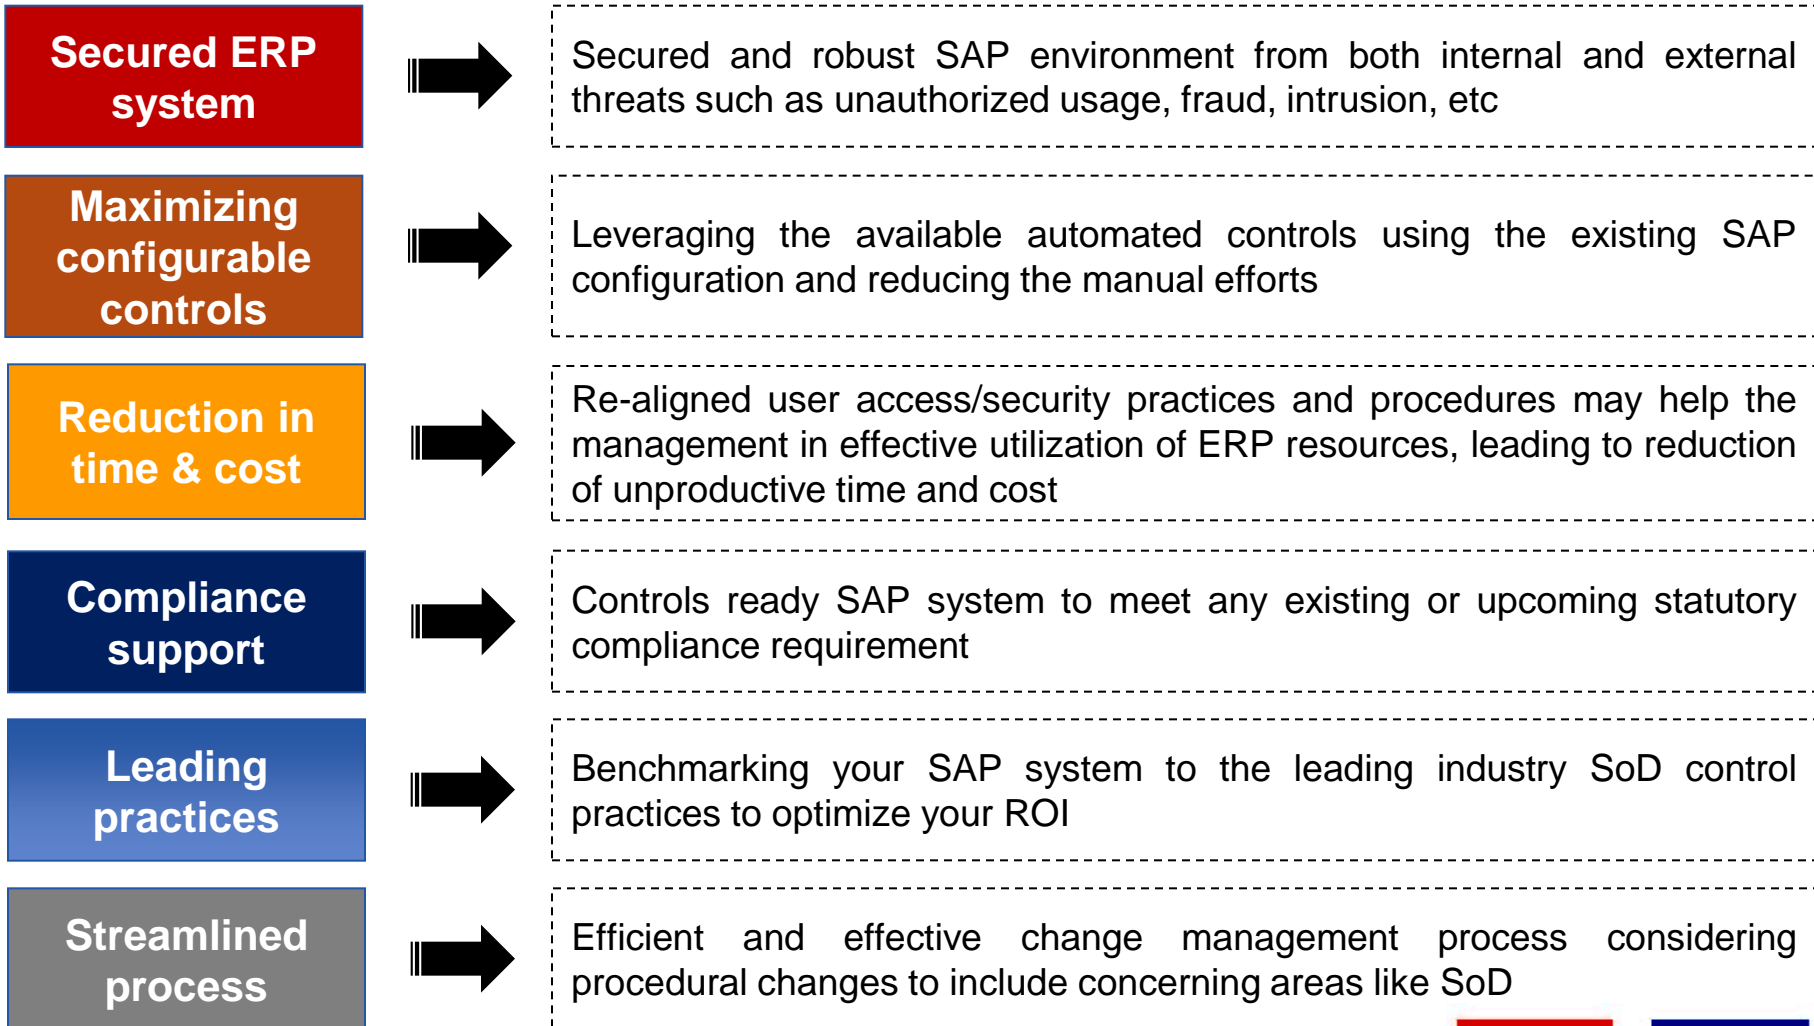 Secured ERP
system
Secured and robust SAP environment from both internal and external
threats such as unauthorized usage, fraud, intrusion, etc
Maximizing
configurable
controls
Leveraging the available automated controls using the existing SAP
configuration and reducing the manual efforts
Reduction in
time & cost
Re-aligned user access/security practices and procedures may help the
management in effective utilization of ERP resources, leading to reduction
of unproductive time and cost
Compliance
support
Controls ready SAP system to meet any existing or upcoming statutory
compliance requirement
Leading
practices
Benchmarking your SAP system to the leading industry SoD control
practices to optimize your ROI
Streamlined
process
Efficient and effective change management process considering
procedural changes to include concerning areas like SoD